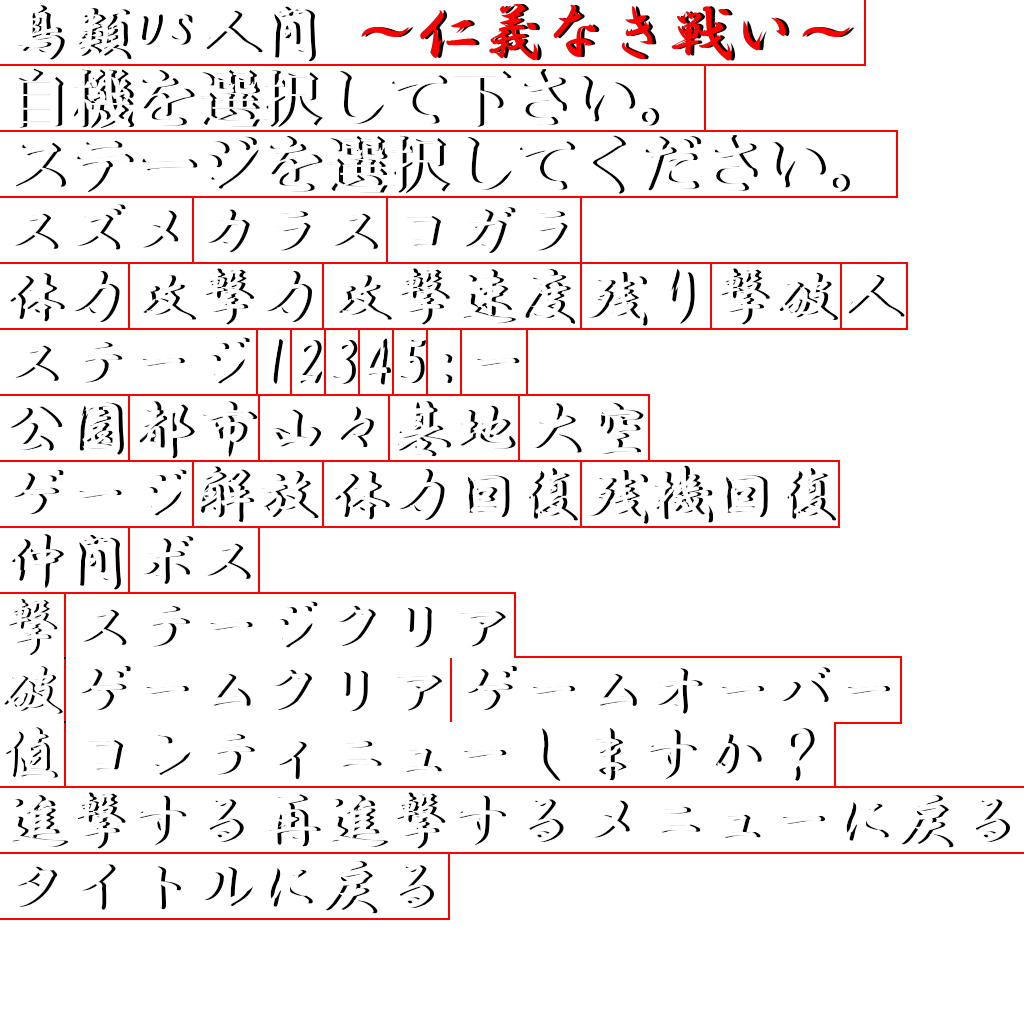 鳥類VS人間 ～仁義なき戦い～
自機を選択して下さい。
ステージを選択してください。
スズメ カラス コガラ
体力 攻撃力 攻撃速度 残り 撃破 人
ステージ 1 2 3 4 5 : ー
公園 都市 山々 墓地 大空
ゲージ 解放 体力回復 残機回復
仲間 ボス
撃 ステージクリア
破 ゲームクリア ゲームオーバー
値 コンティニューしますか？
進撃する 再進撃する メニューに戻る
タイトルに戻る